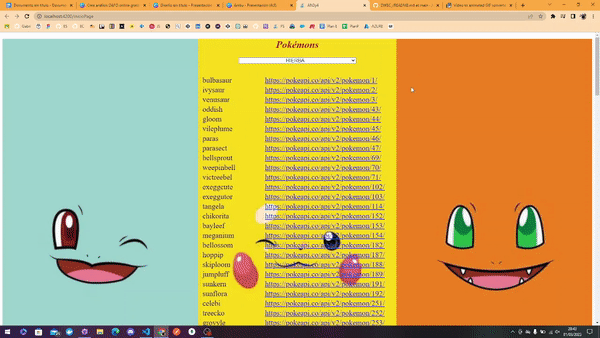 Documento sin título - Docume
ARQ4
localhost:4200/mainPage
Pokémons
HIERBA
bulbasaur https://pokeapi.co/api/v2/pokemon/1/
ivysaur https://pokeapi.co/api/v2/pokemon/2/
venusaur https://pokeapi.co/api/v2/pokemon/3/
oddish https://pokeapi.co/api/v2/pokemon/43/
gloom https://pokeapi.co/api/v2/pokemon/44/
vileplume https://pokeapi.co/api/v2/pokemon/45/
paras https://pokeapi.co/api/v2/pokemon/46/
parasect https://pokeapi.co/api/v2/pokemon/47/
bellsprout https://pokeapi.co/api/v2/pokemon/69/
weepinbell https://pokeapi.co/api/v2/pokemon/70/
victreebel https://pokeapi.co/api/v2/pokemon/71/
exeggcute https://pokeapi.co/api/v2/pokemon/102/
exeggutor https://pokeapi.co/api/v2/pokemon/103/
tangela https://pokeapi.co/api/v2/pokemon/114/
chikorita https://pokeapi.co/api/v2/pokemon/152/
bayleef https://pokeapi.co/api/v2/pokemon/153/
meganium https://pokeapi.co/api/v2/pokemon/154/
bellossom https://pokeapi.co/api/v2/pokemon/182/
hoppip https://pokeapi.co/api/v2/pokemon/187/
skiploom https://pokeapi.co/api/v2/pokemon/188/
jumpluff https://pokeapi.co/api/v2/pokemon/189/
sunkern https://pokeapi.co/api/v2/pokemon/191/
sunflora https://pokeapi.co/api/v2/pokemon/192/
celebi https://pokeapi.co/api/v2/pokemon/251/
treecko https://pokeapi.co/api/v2/pokemon/252/
grovyle https://pokeapi.co/api/v2/pokemon/253/